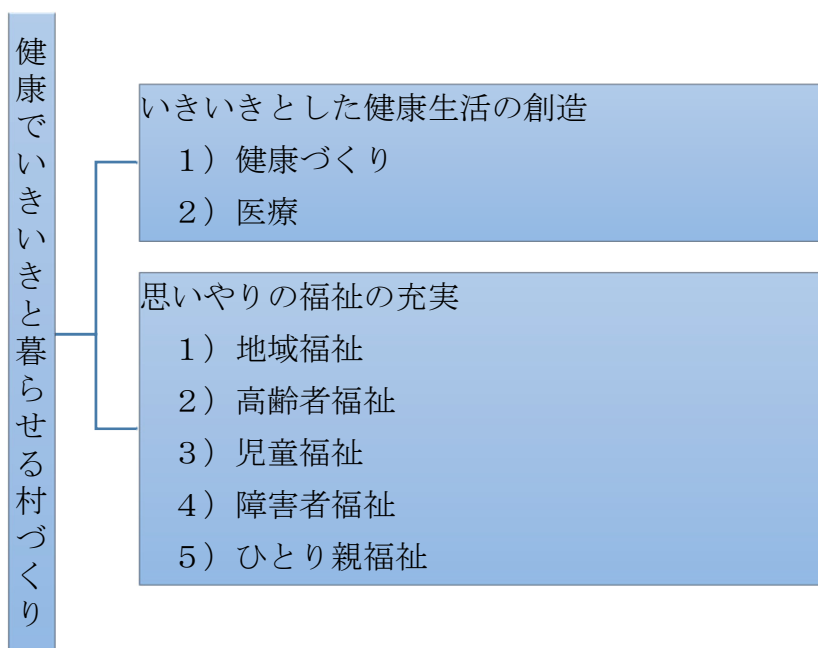 健康でいきいきと暮らせる村づくり
いきいきとした健康生活の創造
１）健康づくり
２）医療
思いやりの福祉の充実
１）地域福祉
２）高齢者福祉
３）児童福祉
４）障害者福祉
５）ひとり親福祉